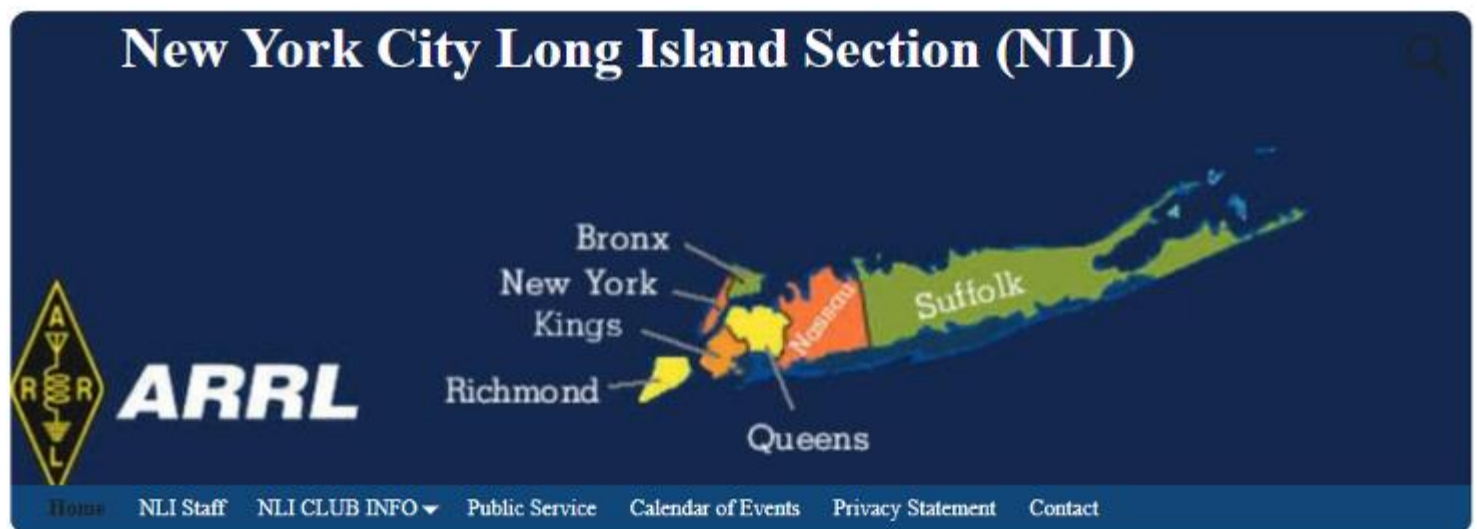 New York City Long Island Section (NLI)
Bronx
New York
Kings
Richmond
Queens
Nassau
Suffolk
A
R R
L
ARRL
Home NLI Staff NLI CLUB INFO Public Service Calendar of Events Privacy Statement Contact